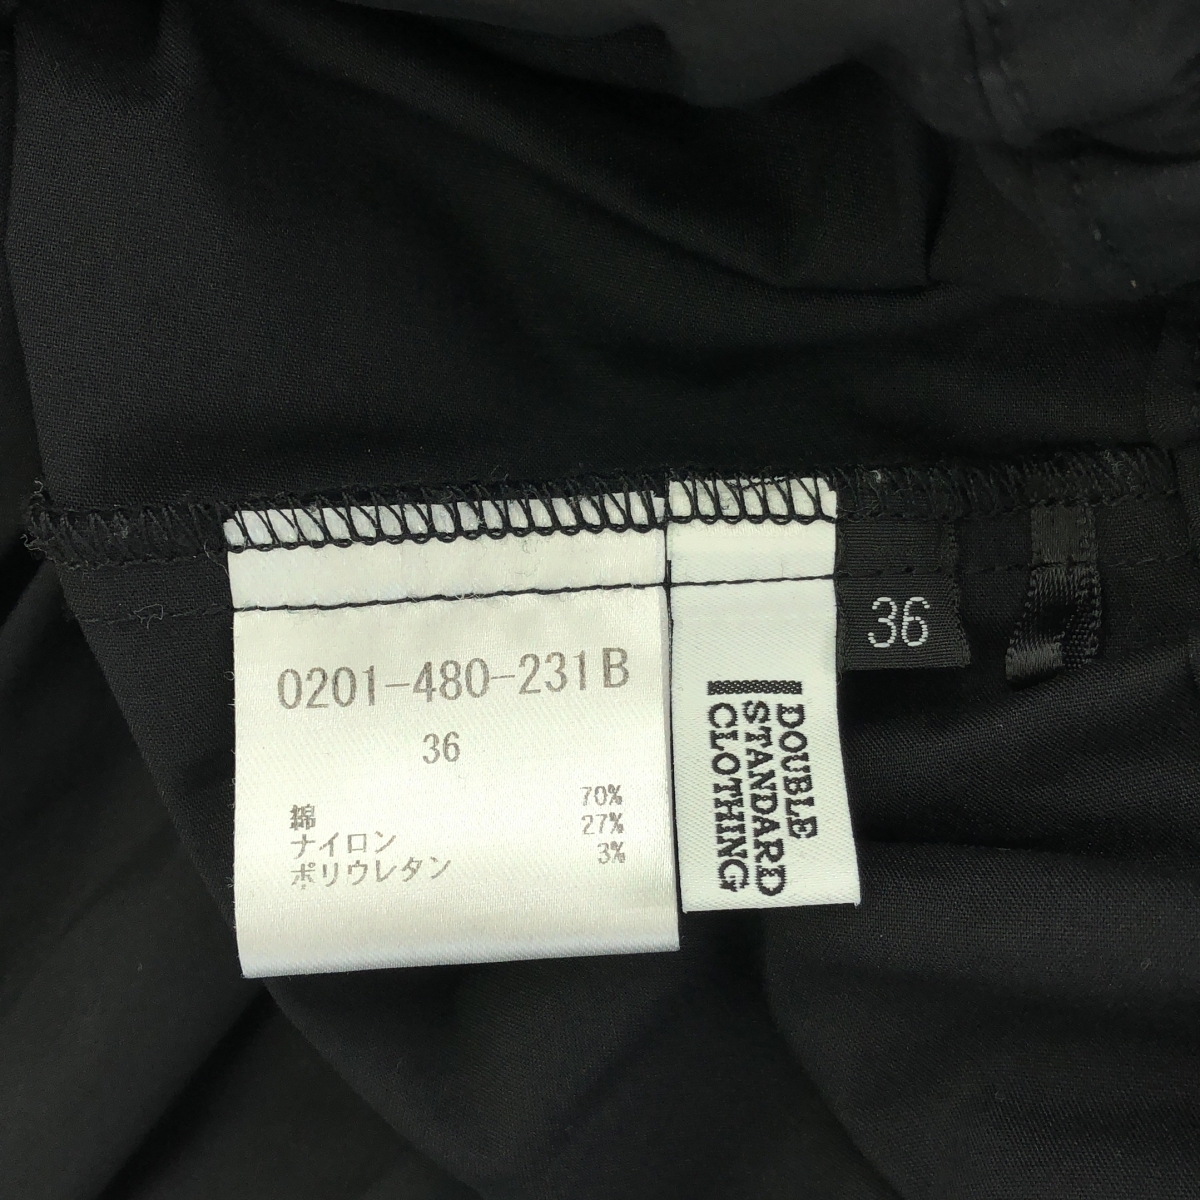 0201-480-231B
36
綿 70%
ナイロン 27%
ポリウレタン 3%
DOUBLE
STANDARD
CLOTHING
36